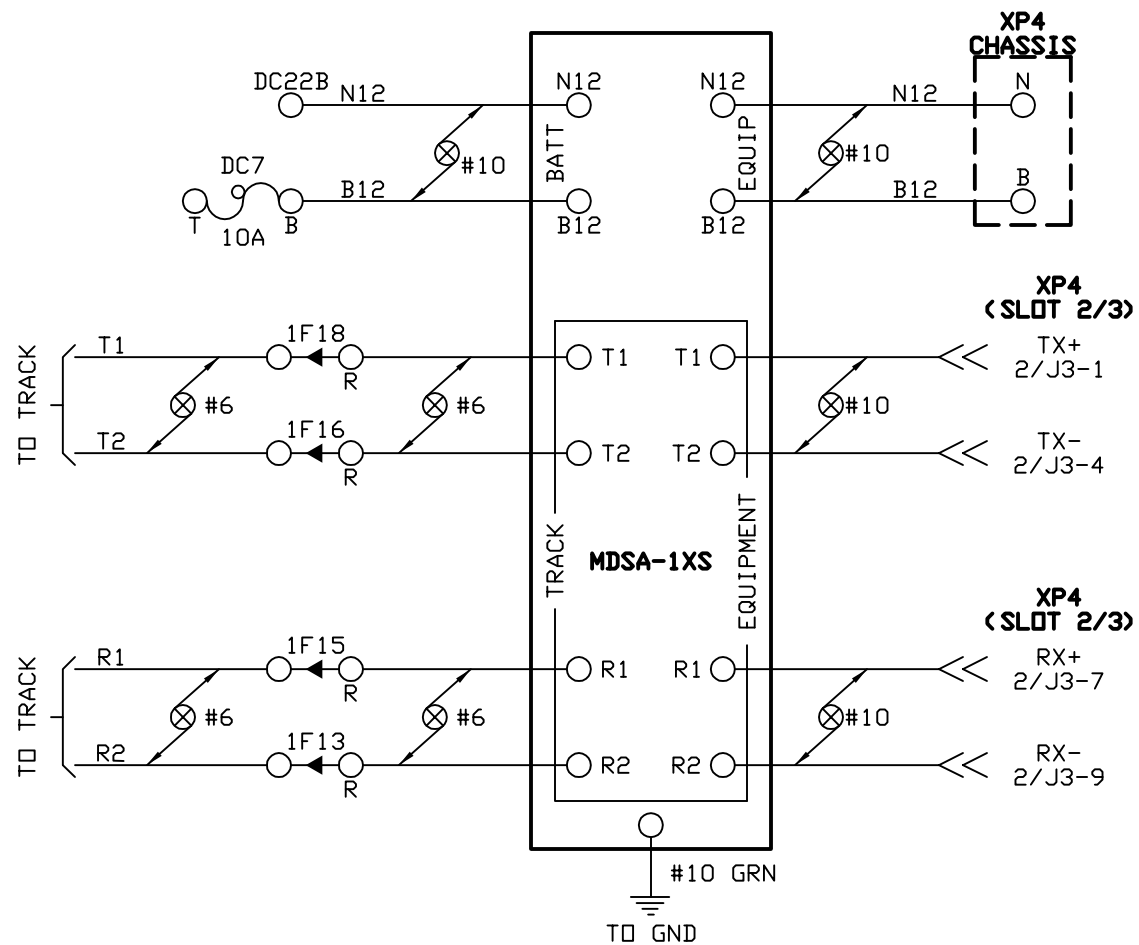 XP4
CHASSIS
DC22B
N12
N12
N12
N12
N
#10
BATT
EQUIP
#10
DC7
B12
B12
B
T
10A
B
B12
B12
XP4
(SLOT 2/3)
TO TRACK
T1
1F18
R
T1
T1
TX+
2/J3-1
#6
#6
#10
T2
1F16
R
T2
T2
TX-
2/J3-4
TRACK
MDSA-1XS
EQUIPMENT
XP4
(SLOT 2/3)
TO TRACK
R1
1F15
R
R1
R1
RX+
2/J3-7
#6
#6
#10
R2
1F13
R
R2
R2
RX-
2/J3-9
#10 GRN
TO GND